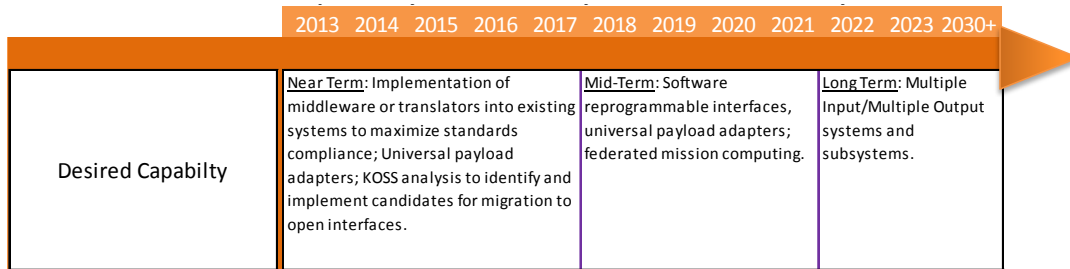 2013 2014 2015 2016 2017 2018 2019 2020 2021 2022 2023 2030+
Desired Capabilty
Near Term: Implementation of
middleware or translators into existing
systems to maximize standards
compliance; Universal payload
adapters; KOSS analysis to identify and
implement candidates for migration to
open interfaces.
Mid-Term: Software
reprogrammable interfaces,
universal payload adapters;
federated mission computing.
Long Term: Multiple
Input/Multiple Output
systems and
subsystems.